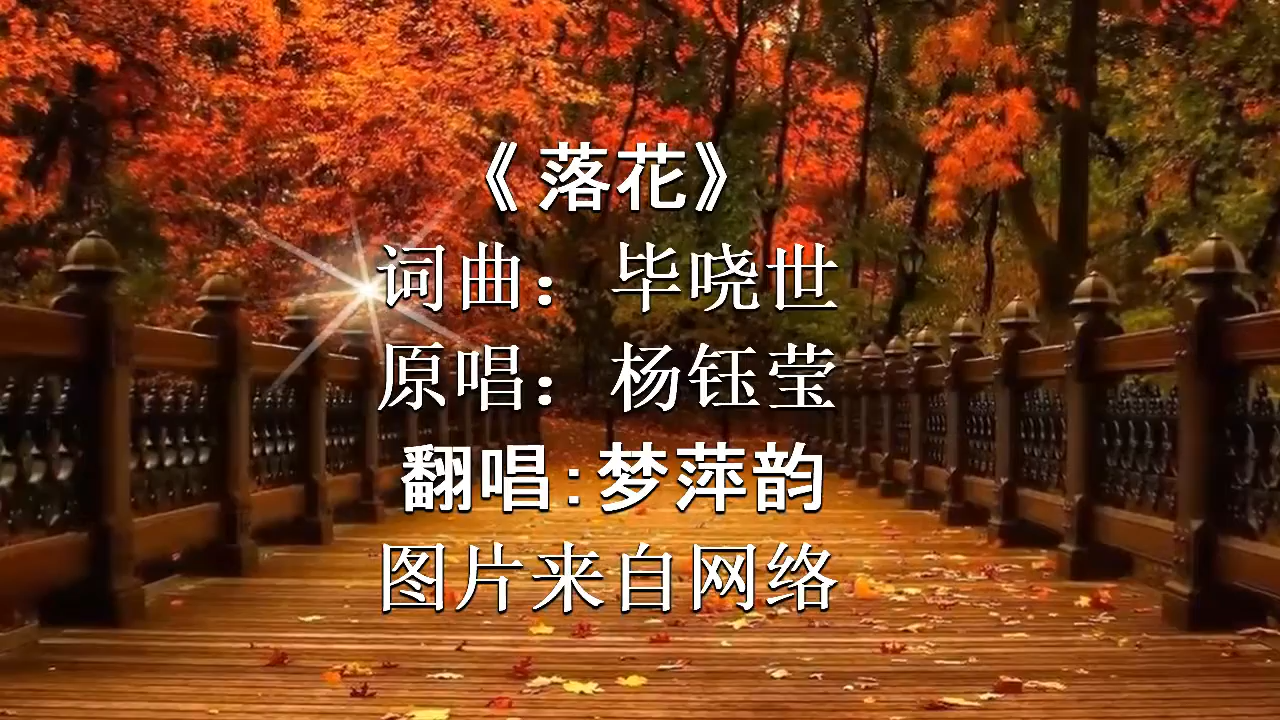 《落花》
词曲：毕哓世
原唱：杨钰莹
翻唱:梦萍韵
图片来自网络